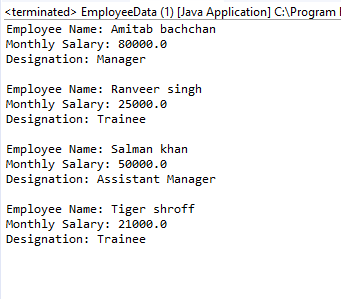 <terminated> EmployeeData (1) [Java Application] C:\Program
Employee Name: Amitab bachchan
Monthly Salary: 80000.0
Designation: Manager
Employee Name: Ranveer singh
Monthly Salary: 25000.0
Designation: Trainee
Employee Name: Salman khan
Monthly Salary: 50000.0
Designation: Assistant Manager
Employee Name: Tiger shroff
Monthly Salary: 21000.0
Designation: Trainee